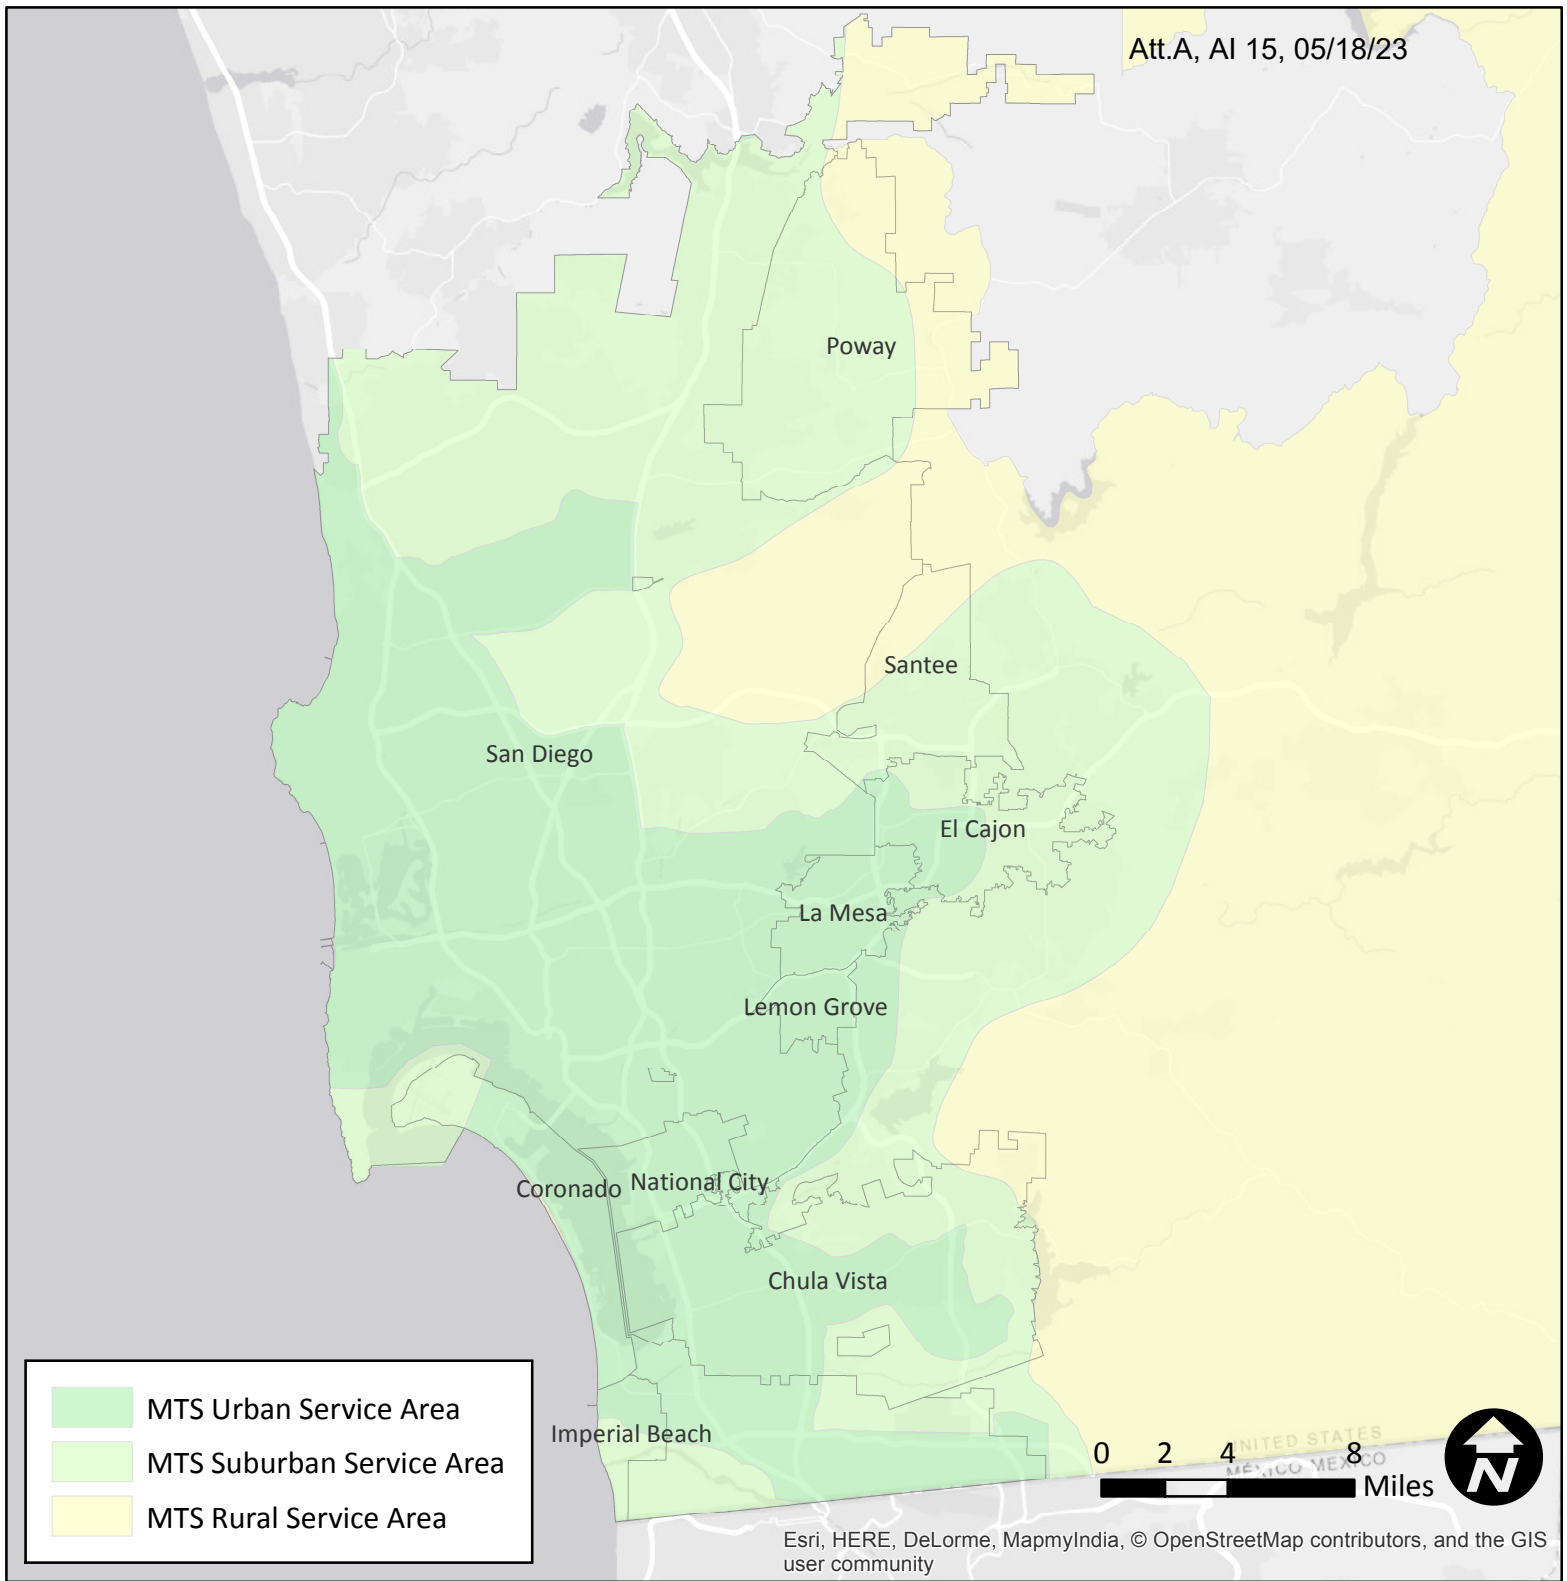 Att.A, AI 15, 05/18/23
Poway
Santee
San Diego
El Cajon
La Mesa
Lemon Grove
National City
Coronado
Chula Vista
Imperial Beach
MTS Urban Service Area
MTS Suburban Service Area
MTS Rural Service Area
UNITED STATES
MÉXICO MEXICO
0 2 4 8
Miles
N
Esri, HERE, DeLorme, MapmyIndia, © OpenStreetMap contributors, and the GIS
user community